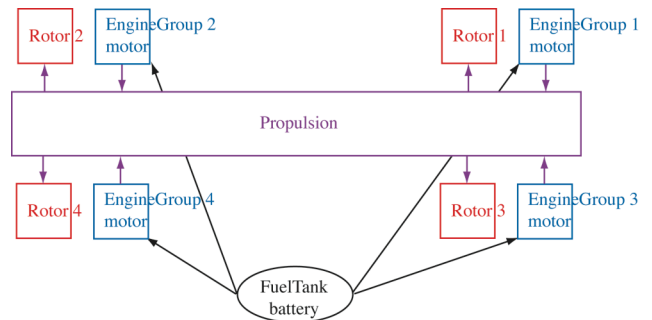 Rotor 2
EngineGroup 2
motor
Rotor 1
EngineGroup 1
motor
Propulsion
Rotor 4
EngineGroup 4
motor
Rotor 3
EngineGroup 3
motor
FuelTank
battery